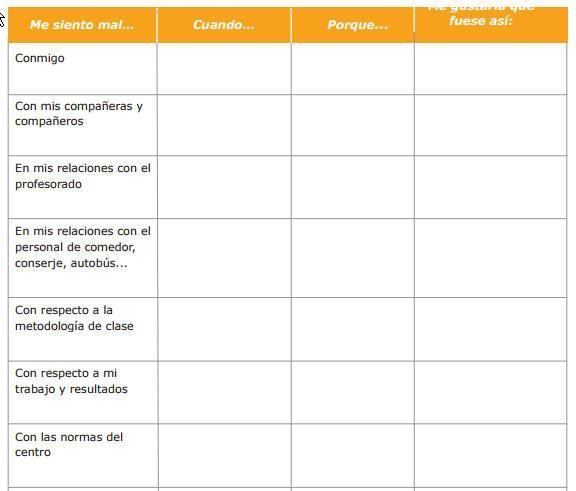 Me siento mal...
Cuando...
Porque...
Me gustaría que
fuese así:
Conmigo
Con mis compañeras y
compañeros
En mis relaciones con el
profesorado
En mis relaciones con el
personal de comedor,
conserje, autobús...
Con respecto a la
metodología de clase
Con respecto a mi
trabajo y resultados
Con las normas del
centro